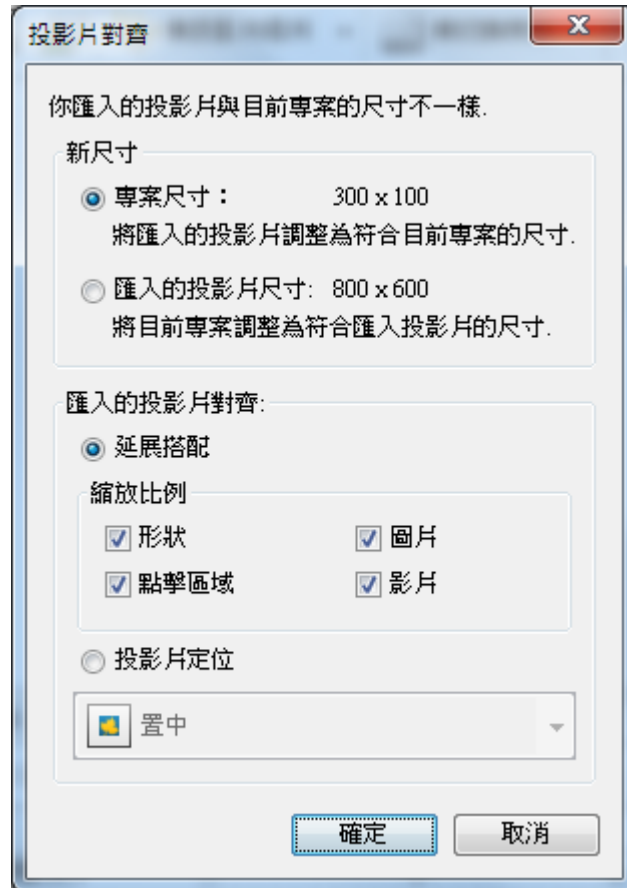 投影片對齊
你匯入的投影片與目前專案的尺寸不一樣.
新尺寸
專案尺寸： 300 x 100
將匯入的投影片調整為符合目前專案的尺寸.
匯入的投影片尺寸: 800 x 600
將目前專案調整為符合匯入投影片的尺寸.
匯入的投影片對齊:
延展搭配
縮放比例
形狀 圖片
點擊區域 影片
投影片定位
置中
確定 取消